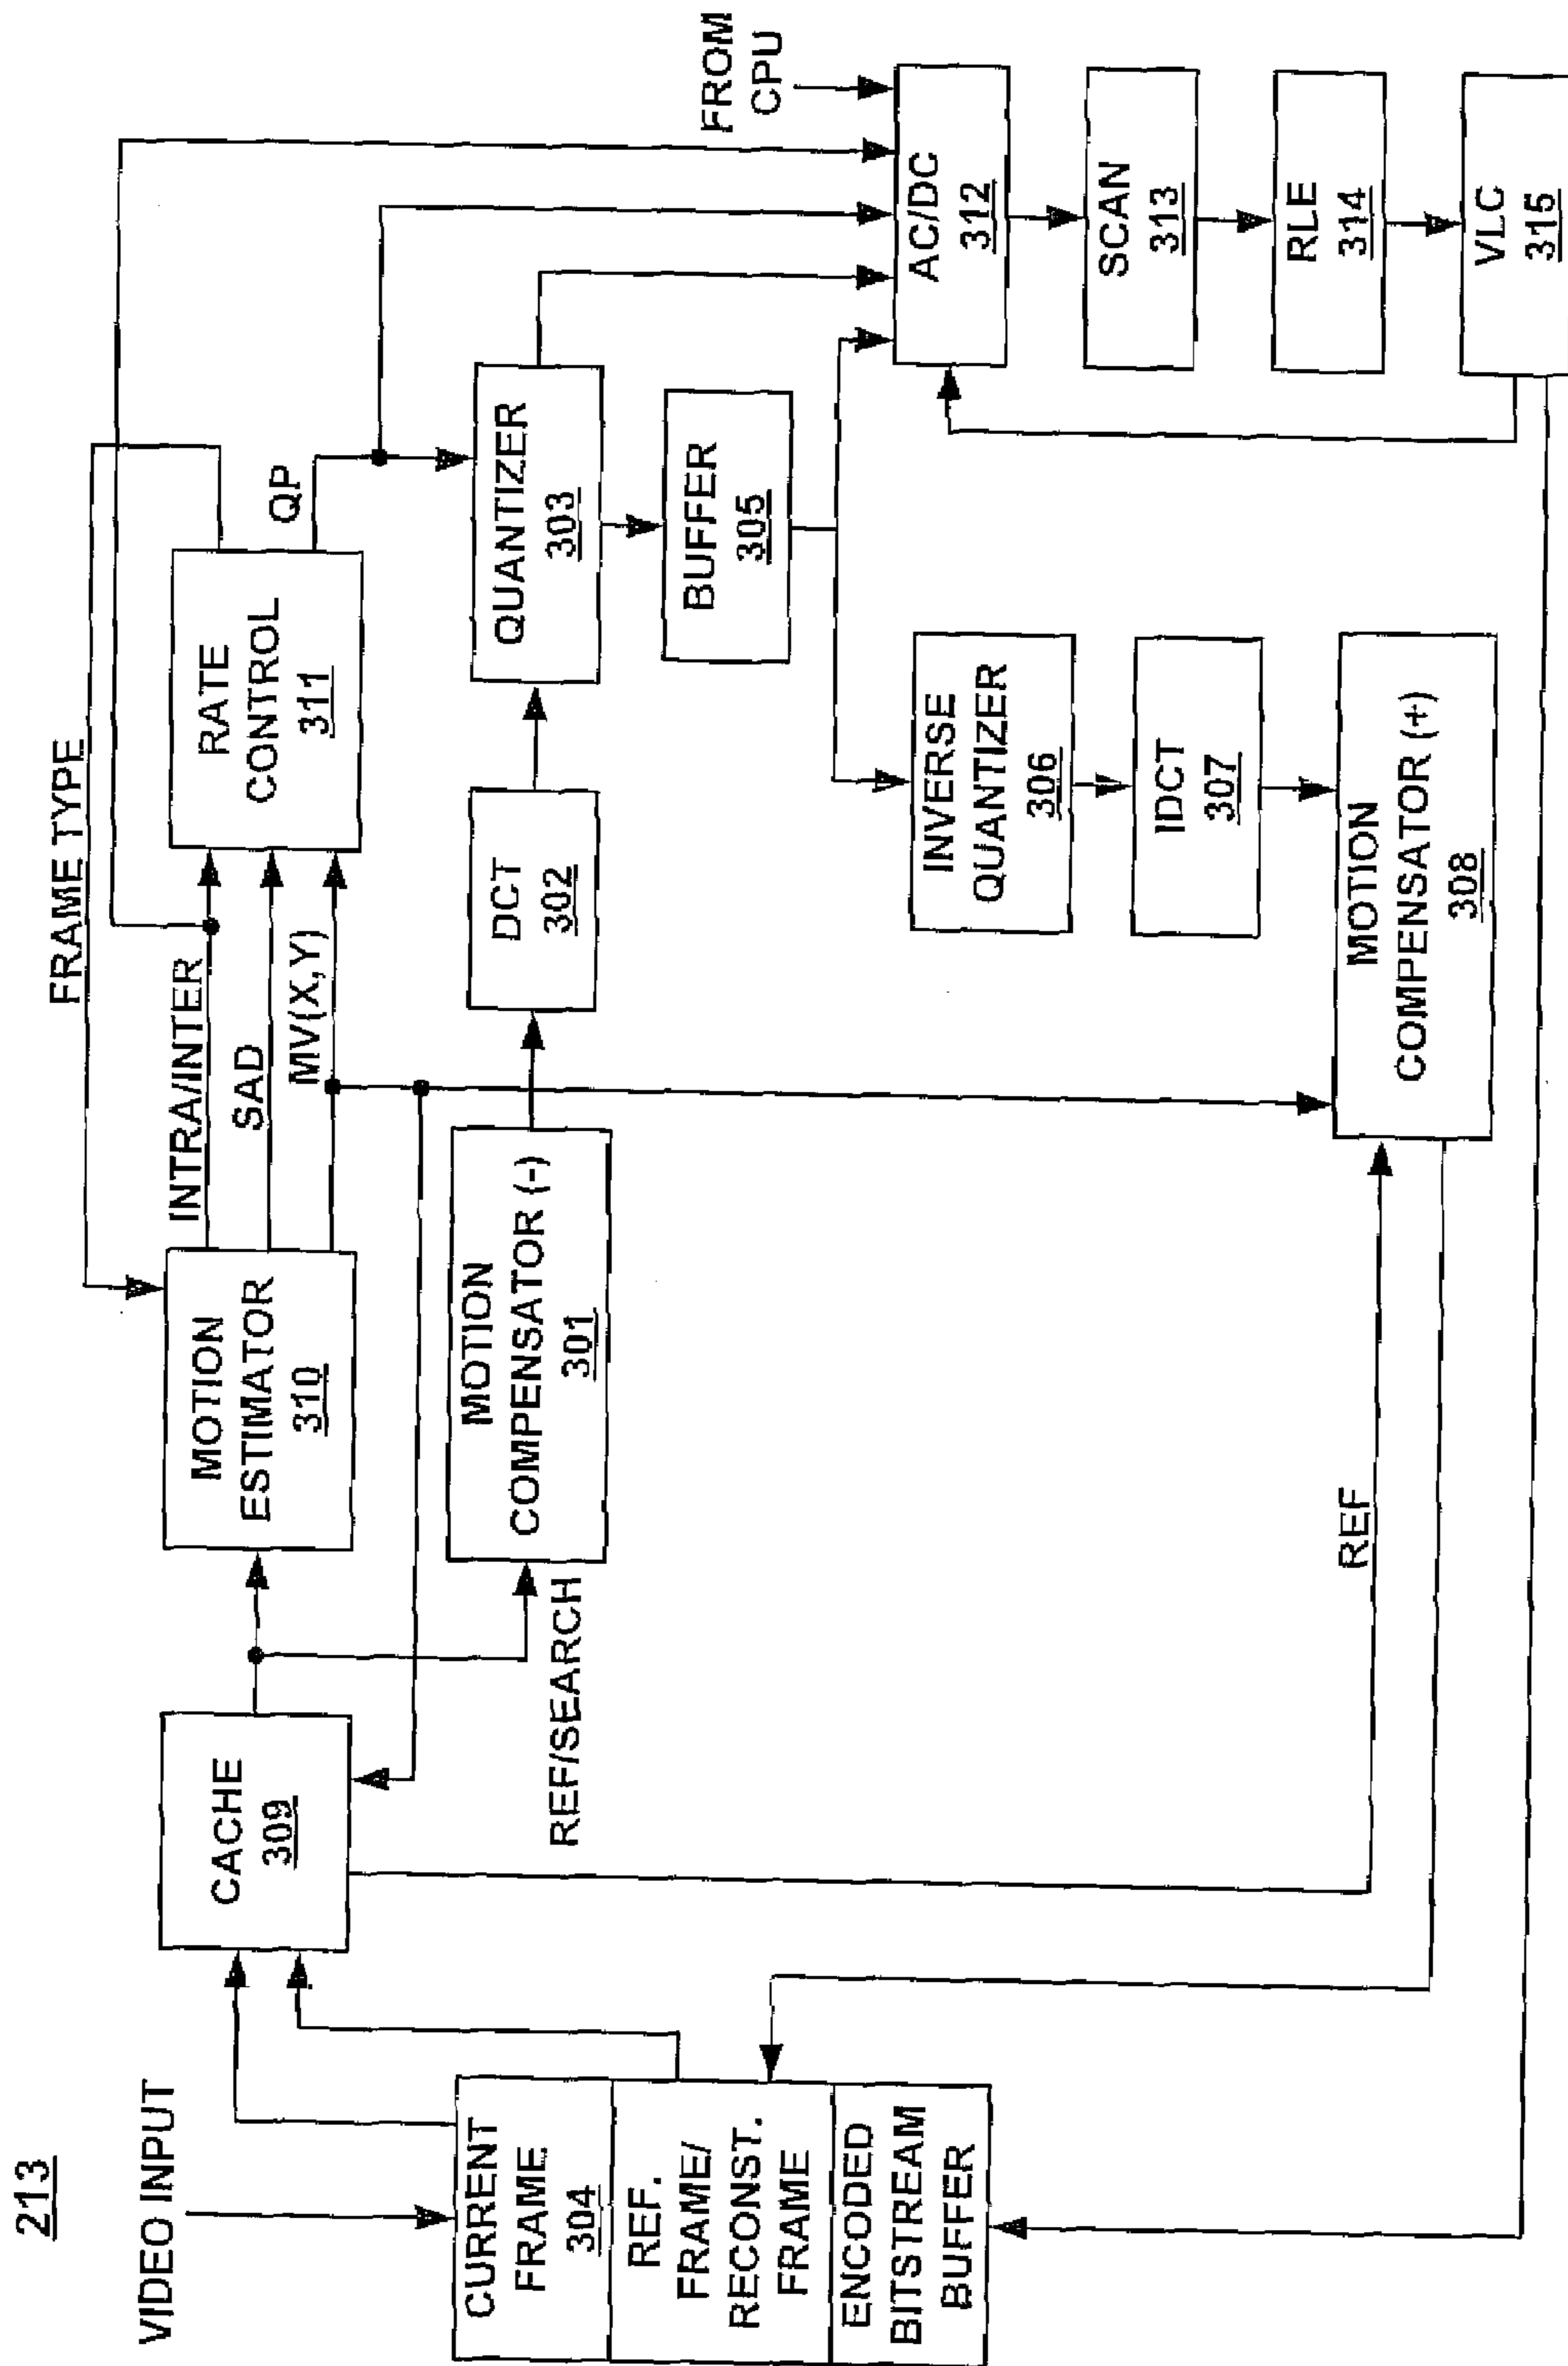 213
VIDEO INPUT
CURRENT
FRAME
304
REF.
FRAME/
RECONST.
FRAME
ENCODED
BITSTREAM
BUFFER
CACHE
309
REF/SEARCH
FRAME TYPE
MOTION
ESTIMATOR
310
INTRA/INTER
SAD
MV(X,Y)
RATE
CONTROL
311
QP
MOTION
COMPENSATOR (-)
301
DCT
302
QUANTIZER
303
BUFFER
305
INVERSE
QUANTIZER
306
IDCT
307
MOTION
COMPENSATOR (+)
308
REF
FROM
CPU
AC/DC
312
SCAN
313
RLE
314
VLC
315